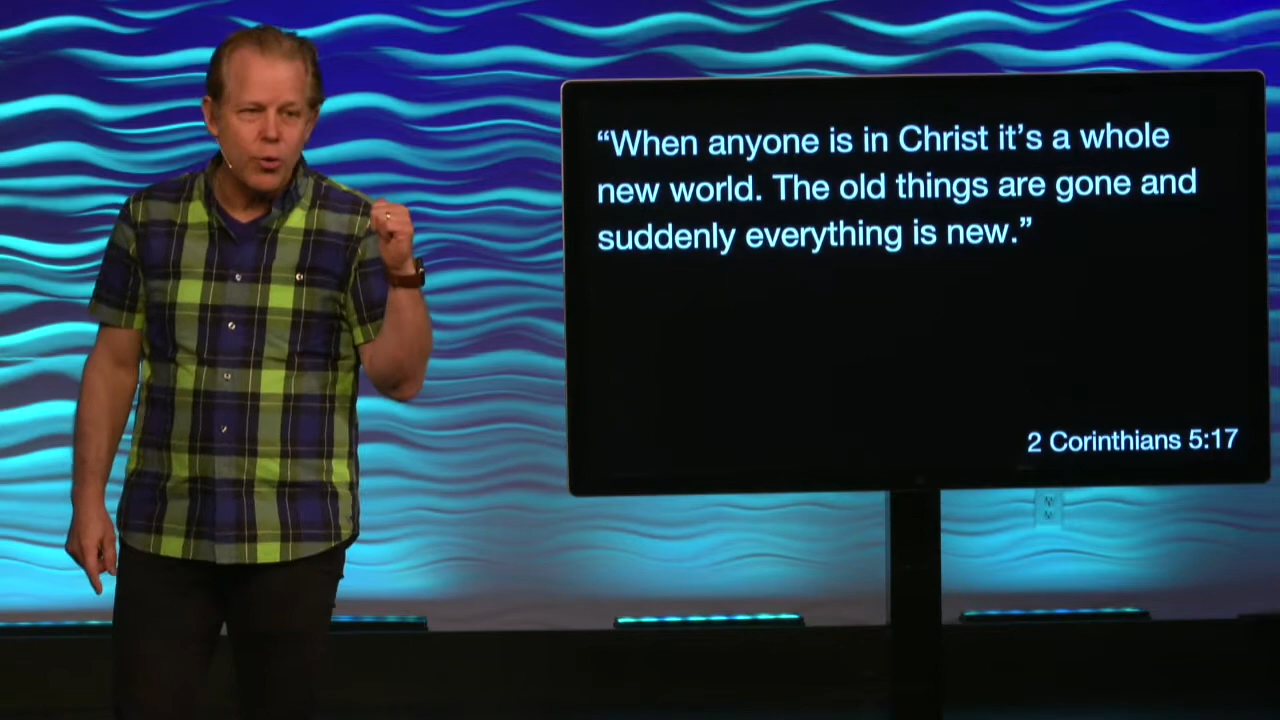 “When anyone is in Christ it’s a whole
new world. The old things are gone and
suddenly everything is new.”
2 Corinthians 5:17